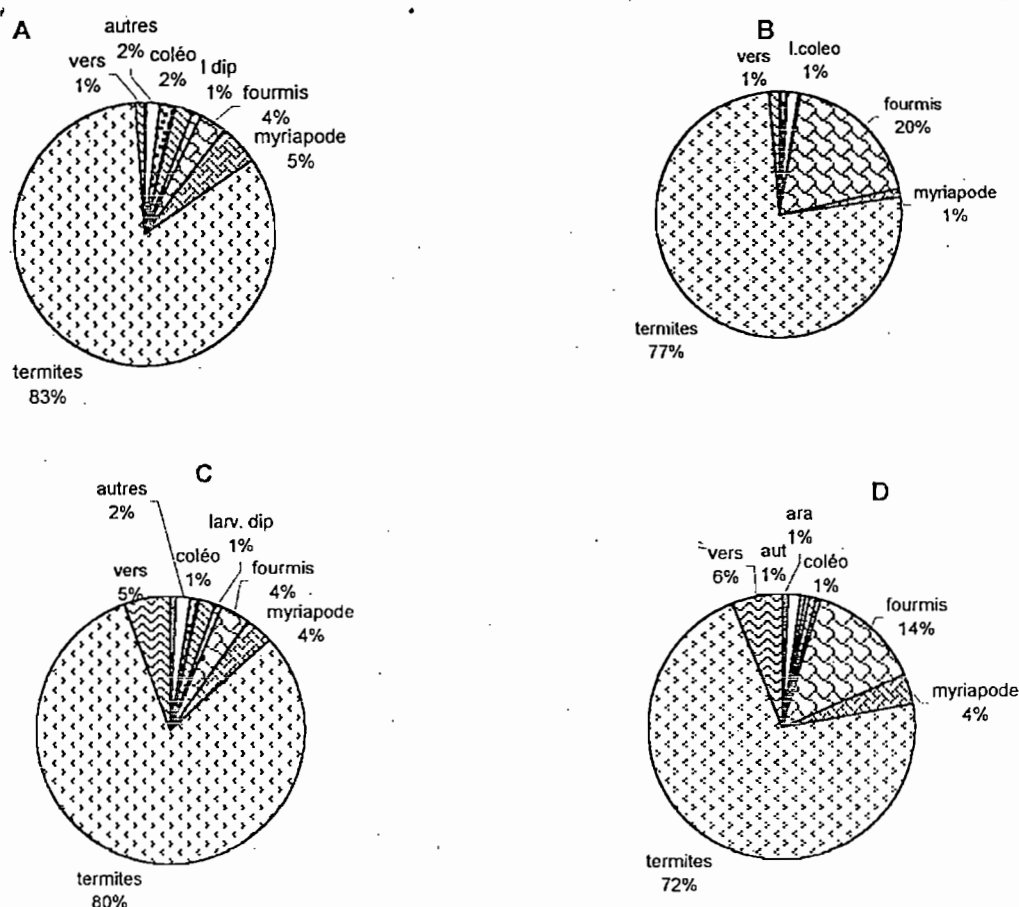 A
autres
2%
coléo
2%
vers
1%
l dip
1%
fourmis
4%
myriapode
5%
termites
83%
B
vers
1%
l.coleo
1%
fourmis
20%
myriapode
1%
termites
77%
C
autres
2%
larv. dip
1%
coléo
1%
vers
5%
fourmis
4%
myriapode
4%
termites
80%
D
ara
1%
vers
6%
aut
1%
coléo
1%
fourmis
14%
myriapode
4%
termites
72%